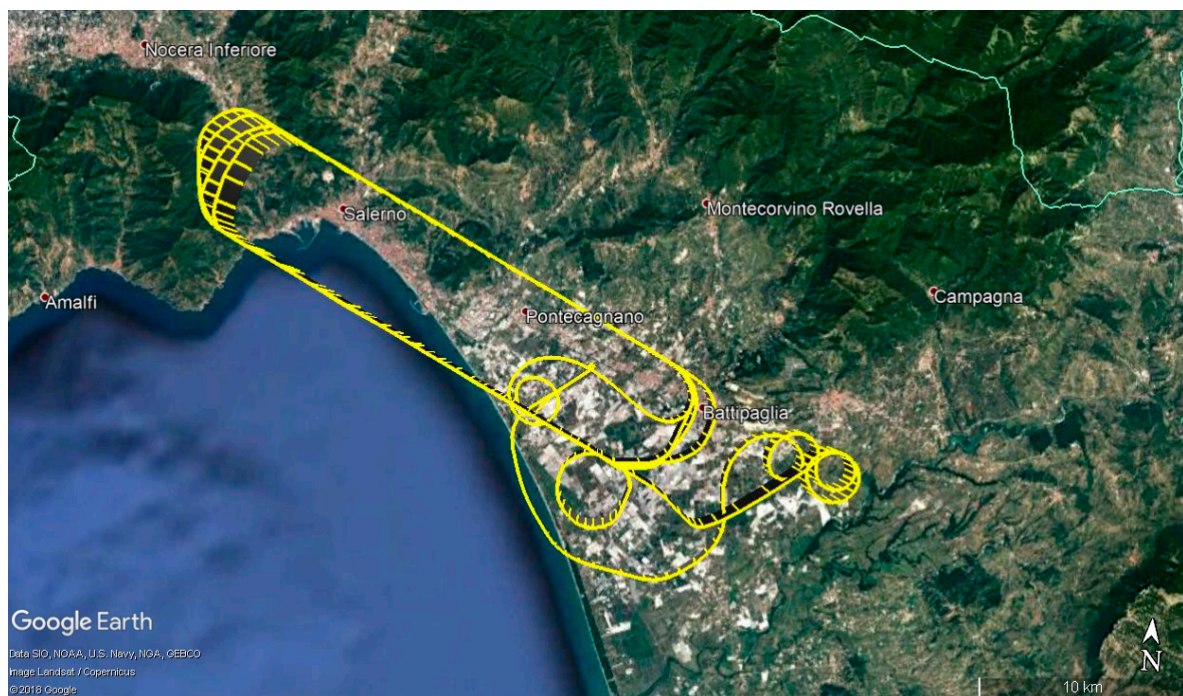 Nocera Inferiore
Salerno
Montecorvino Rovella
Amalfi
Campagna
Pontecagnano
Battipaglia
Google Earth
Data SIO, NOAA, U.S. Navy, NGA, GEBCO
Image Landsat / Copernicus
©2018 Google
N
10 km